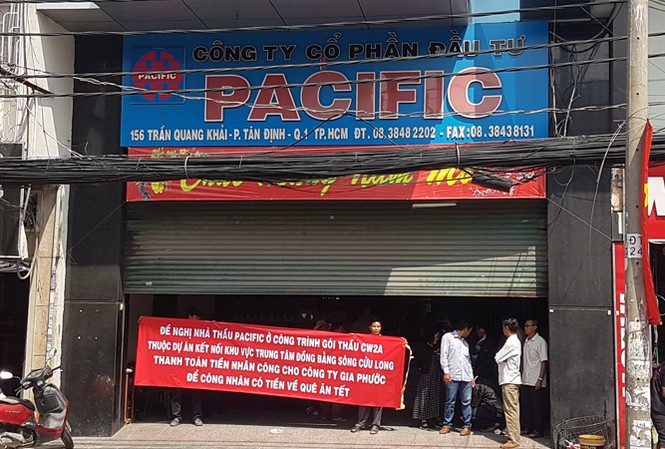 CÔNG TY CỔ PHẦN ĐẦU TƯ
PACIFIC
PACIFIC
156 TRẦN QUANG KHẢI - P. TÂN ĐỊNH - Q.1 TP.HCM ĐT. 08.3848 2202 - FAX: 08.38438131
ĐỀ NGHỊ NHÀ THẦU PACIFIC Ở CÔNG TRÌNH GÓI THẦU CW2A
THUỘC DỰ ÁN KẾT NỐI KHU VỰC TRUNG TÂN ĐỒNG BẰNG SÔNG CỬU LONG
THANH TOÁN TIỀN NHÂN CÔNG CHO CÔNG TY GIA PHƯỚC
ĐỂ CÔNG NHÂN CÓ TIỀN VỀ QUÊ ĂN TẾT